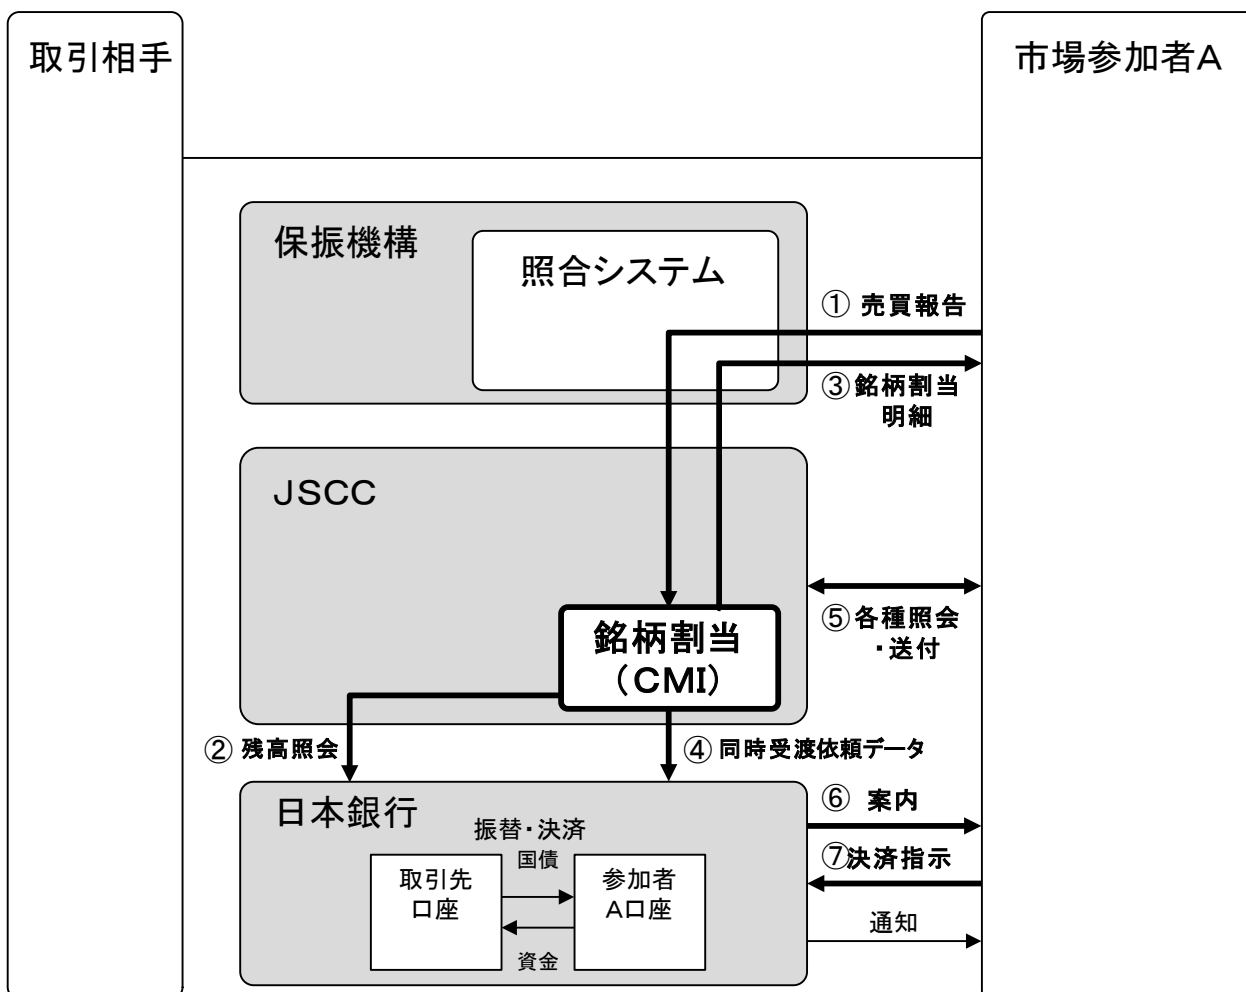 取引相手
市場参加者A
保振機構
照合システム
① 売買報告
③ 銘柄割当
明細
JSCC
銘柄割当
(CMI)
⑤ 各種照会
・送付
② 残高照会
④ 同時受渡依頼データ
日本銀行
振替・決済
国債
取引先
口座
参加者
A口座
資金
⑥ 案内
⑦決済指示
通知